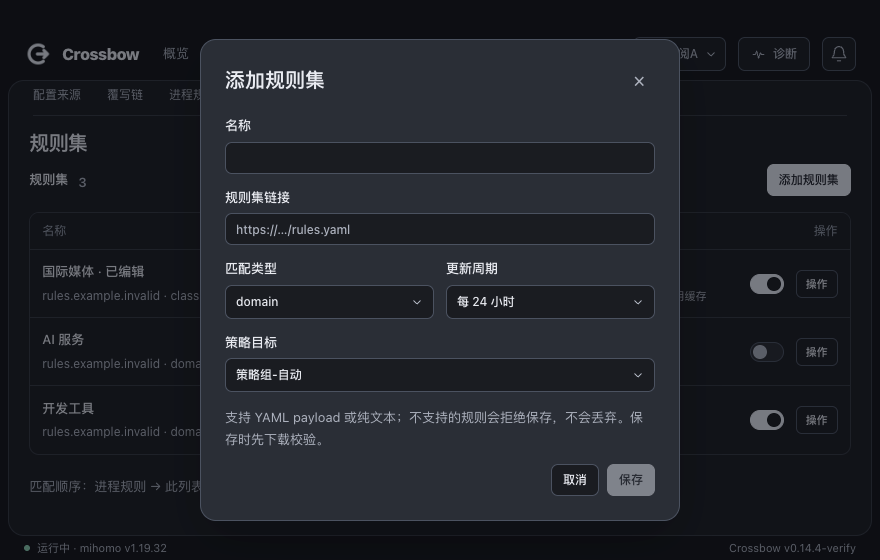 Crossbow
概览
阅A
诊断
配置来源
覆写链
进程规
规则集
规则集 3
添加规则集
名称
操作
国际媒体 · 已编辑
rules.example.invalid · class
用缓存
操作
AI 服务
rules.example.invalid · doma
操作
开发工具
rules.example.invalid · doma
操作
匹配顺序：进程规则 → 此列表
添加规则集
名称
规则集链接
https://.../rules.yaml
匹配类型
更新周期
domain
每 24 小时
策略目标
策略组-自动
支持 YAML payload 或纯文本；不支持的规则会拒绝保存，不会丢弃。保
存时先下载校验。
取消
保存
运行中 · mihomo v1.19.32
Crossbow v0.14.4-verify